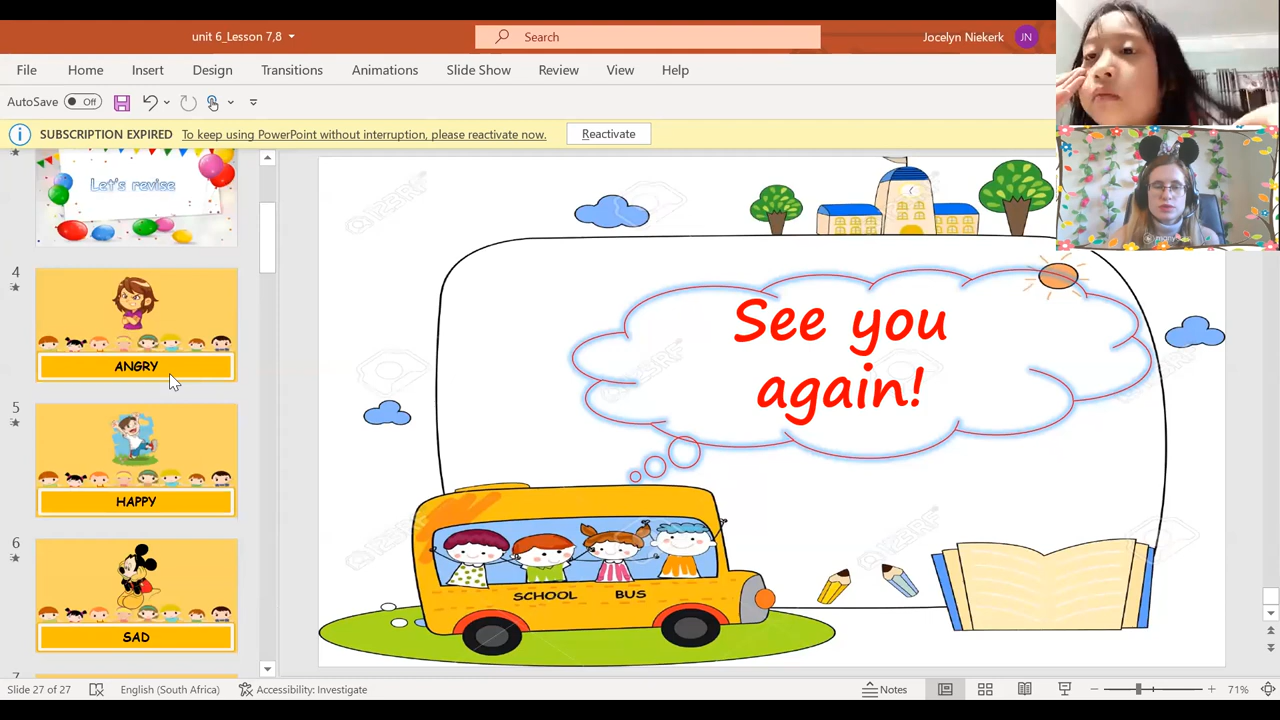 unit 6_Lesson 7,8
Search
Jocelyn Niekerk JN
File Home Insert Design Transitions Animations Slide Show Review View Help
AutoSave Off
SUBSCRIPTION EXPIRED To keep using PowerPoint without interruption, please reactivate now. Reactivate
Let's revise
4
ANGRY
5
HAPPY
6
SAD
7
See you
again!
SCHOOL BUS
Slide 27 of 27 English (South Africa) Accessibility: Investigate Notes 71%